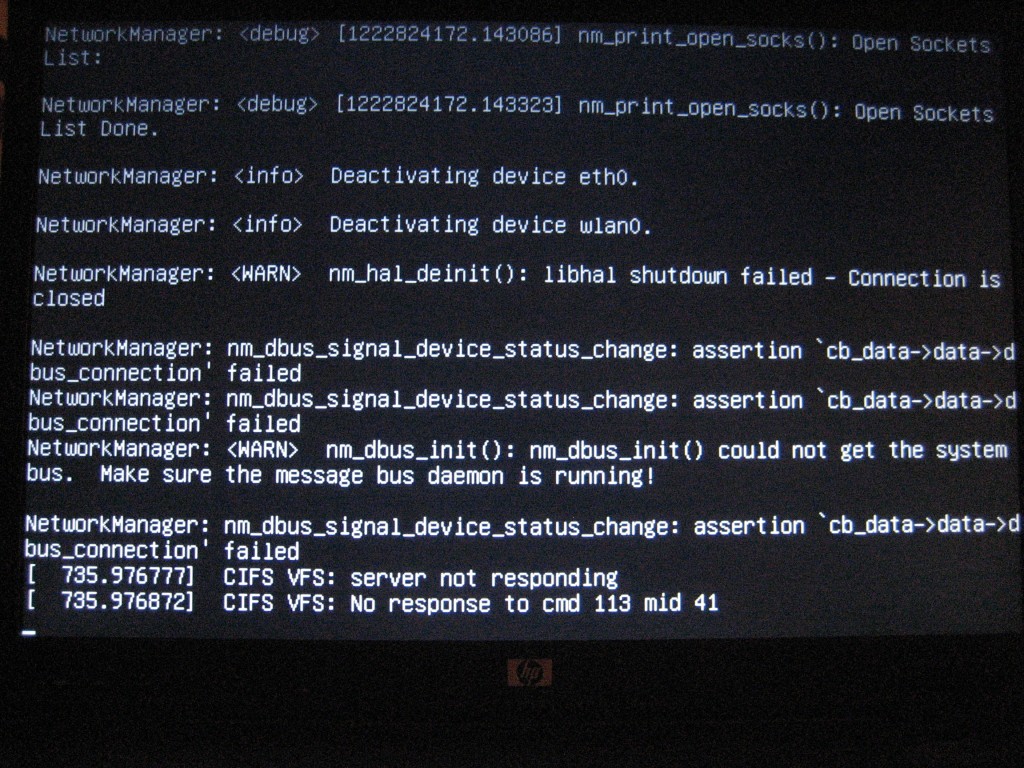 NetworkManager: <debug> [1222824172.143086] nm_print_open_socks(): Open Sockets
List:
NetworkManager: <debug> [1222824172.143323] nm_print_open_socks(): Open Sockets
List Done.
NetworkManager: <info>  Deactivating device eth0.
NetworkManager: <info>  Deactivating device wlan0.
NetworkManager: <WARN>  nm_hal_deinit(): libhal shutdown failed - Connection is
closed
NetworkManager: nm_dbus_signal_device_status_change: assertion `cb_data->data->d
bus_connection' failed
NetworkManager: nm_dbus_signal_device_status_change: assertion `cb_data->data->d
bus_connection' failed
NetworkManager: <WARN>  nm_dbus_init(): nm_dbus_init() could not get the system
bus.  Make sure the message bus daemon is running!
NetworkManager: nm_dbus_signal_device_status_change: assertion `cb_data->data->d
bus_connection' failed
[  735.976777]  CIFS VFS: server not responding
[  735.976872]  CIFS VFS: No response to cmd 113 mid 41
hp